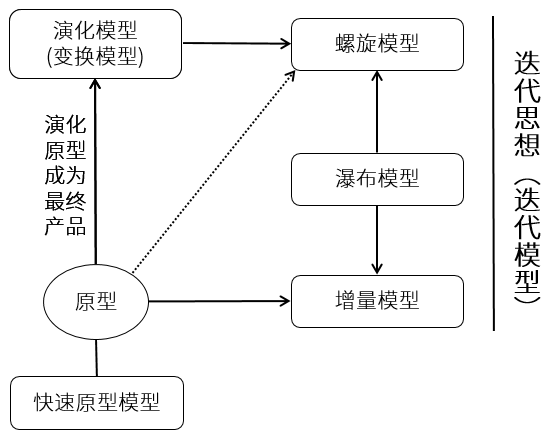 演化模型
(变换模型)
螺旋模型
演化
原型
成为
最终
产品
瀑布模型
原型
增量模型
快速原型模型
迭代思想（迭代模型）